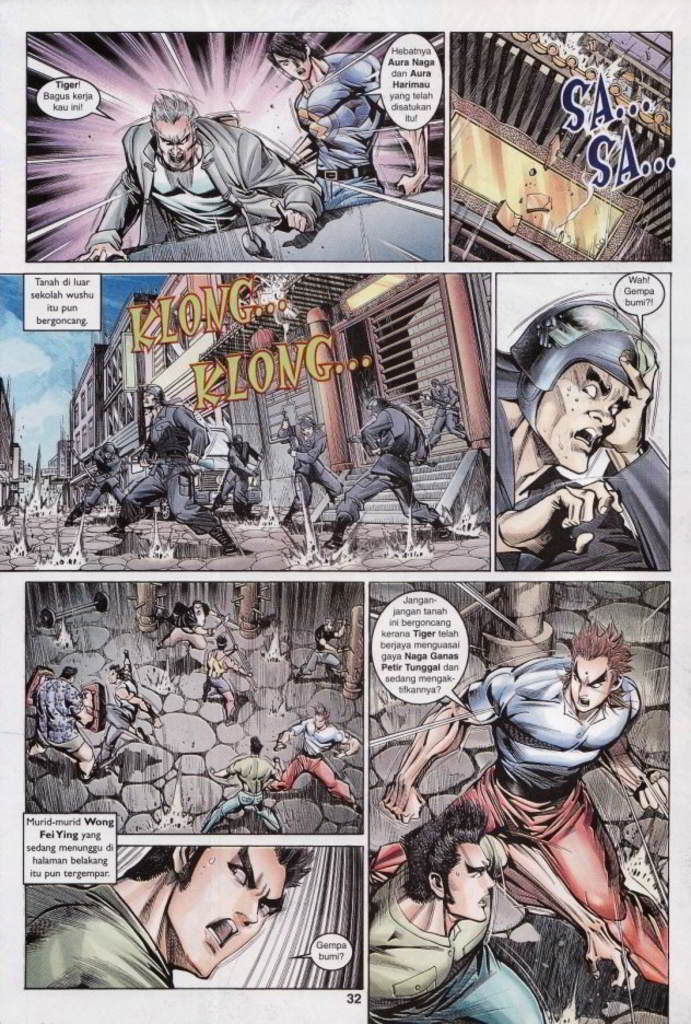 Tiger!
Bagus kerja
kau ini!
Hebatnya
Aura Naga
dan Aura
Harimau
yang telah
disatukan
itu!
SA...
SA...
Tanah di luar
sekolah wushu
itu pun
bergoncang.
KLONG...
KLONG...
Wah!
Gempa
bumi?!
Murid-murid Wong
Fei Ying yang
sedang menunggu di
halaman belakang
itu pun tergempar.
Gempa
bumi?
Jangan-
jangan tanah
ini bergoncang
kerana Tiger telah
berjaya menguasai
gaya Naga Ganas
Petir Tunggal dan
sedang mengak-
tifkannya?
32